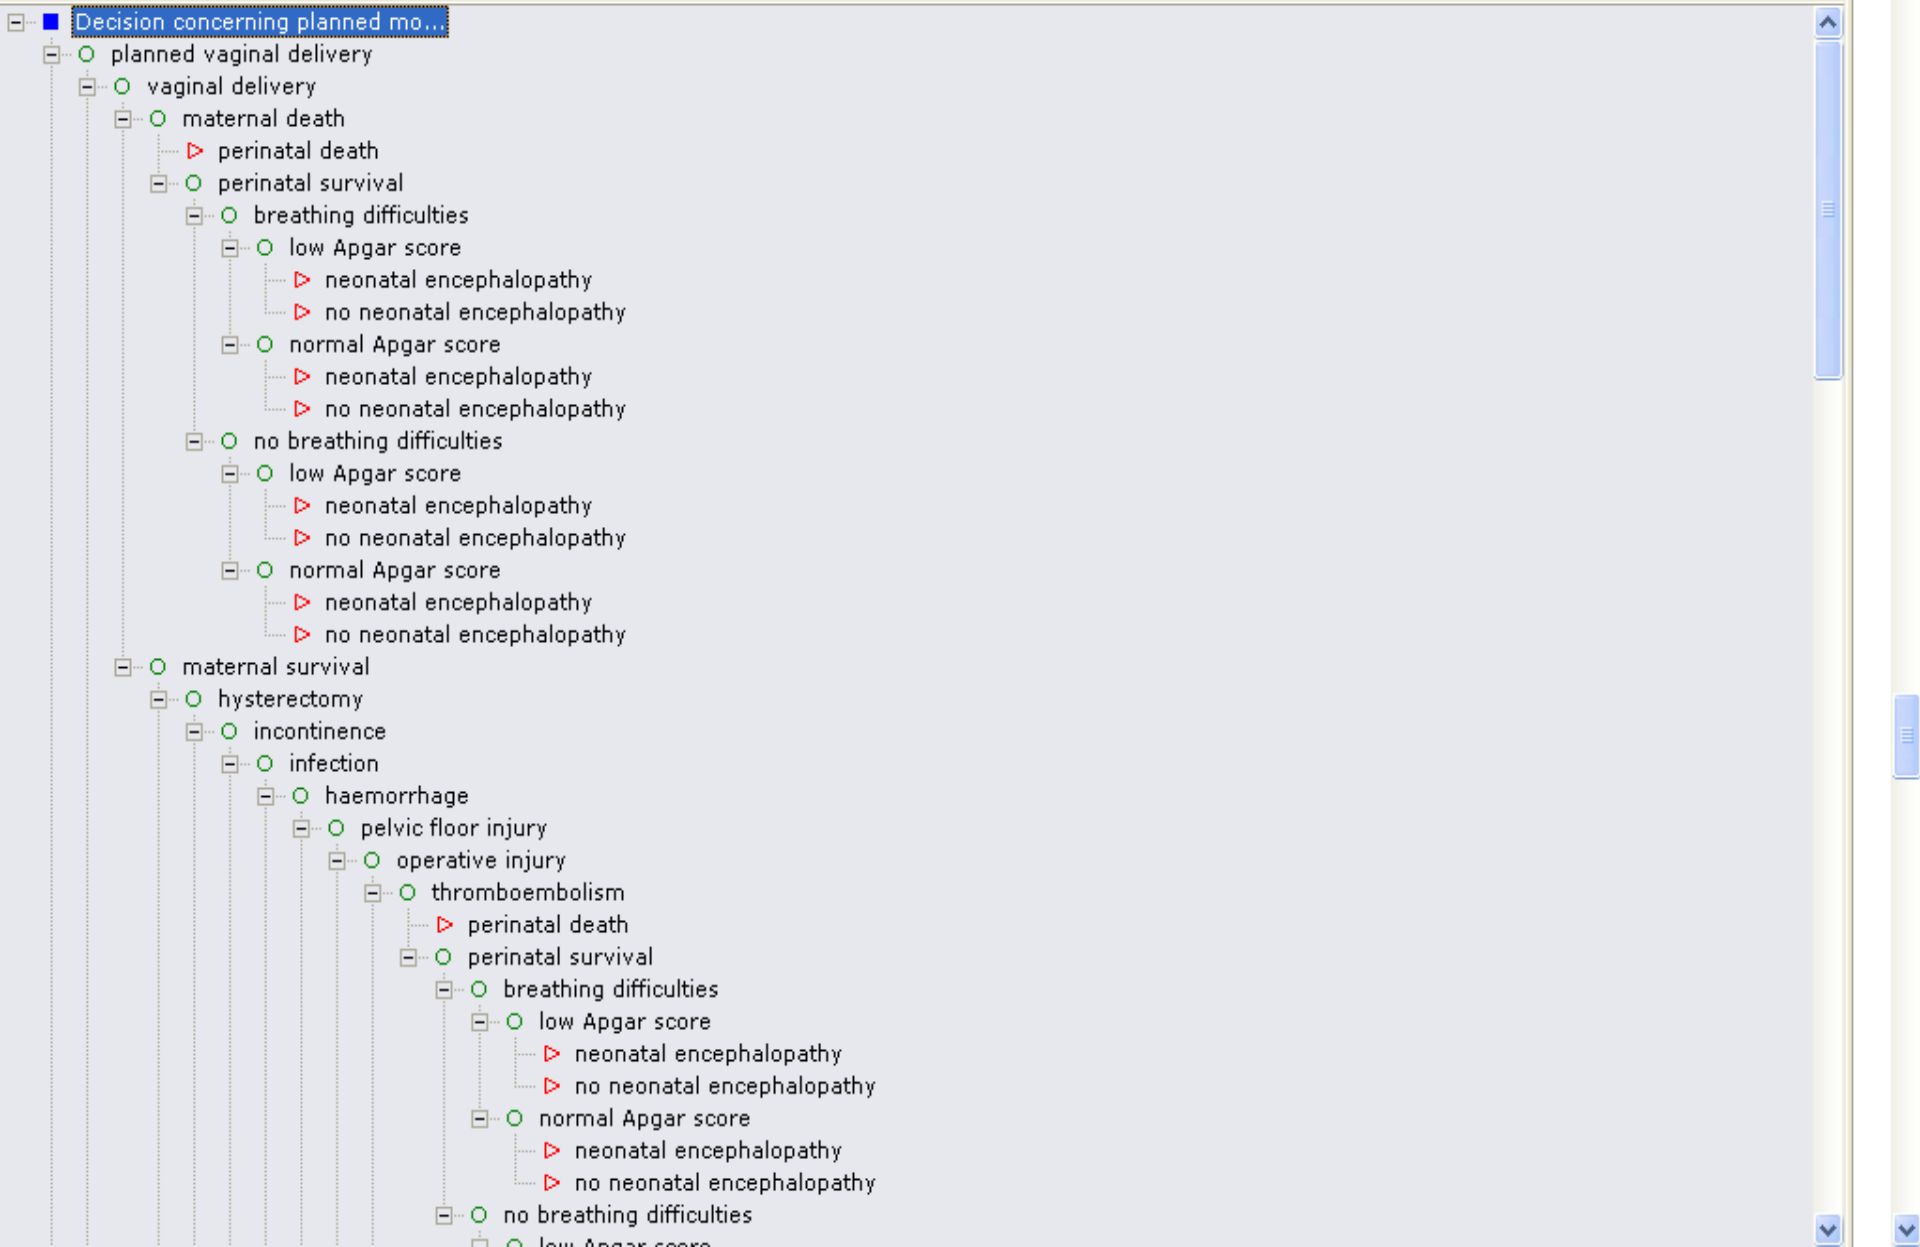 Decision concerning planned mo...
planned vaginal delivery
vaginal delivery
maternal death
perinatal death
perinatal survival
breathing difficulties
low Apgar score
neonatal encephalopathy
no neonatal encephalopathy
normal Apgar score
neonatal encephalopathy
no neonatal encephalopathy
no breathing difficulties
low Apgar score
neonatal encephalopathy
no neonatal encephalopathy
normal Apgar score
neonatal encephalopathy
no neonatal encephalopathy
maternal survival
hysterectomy
incontinence
infection
haemorrhage
pelvic floor injury
operative injury
thromboembolism
perinatal death
perinatal survival
breathing difficulties
low Apgar score
neonatal encephalopathy
no neonatal encephalopathy
normal Apgar score
neonatal encephalopathy
no neonatal encephalopathy
no breathing difficulties
low Apgar score